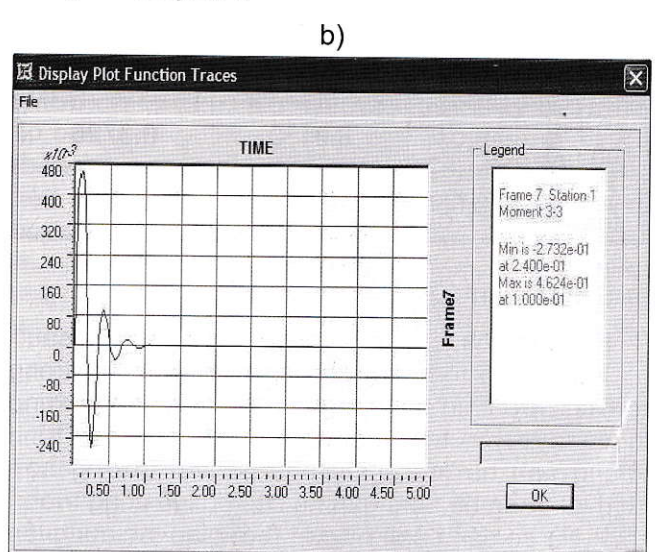 b)
Display Plot Function Traces
File
x10-3
TIME
480.
400.
320.
240.
160.
80.
0.
-80.
-160.
-240.
0.50 1.00 1.50 2.00 2.50 3.00 3.50 4.00 4.50 5.00
Frame7
Legend
Frame 7 Station 1
Moment 3-3
Min is -2.732e-01
at 2.400e-01
Max is 4.624e-01
at 1.000e-01
OK